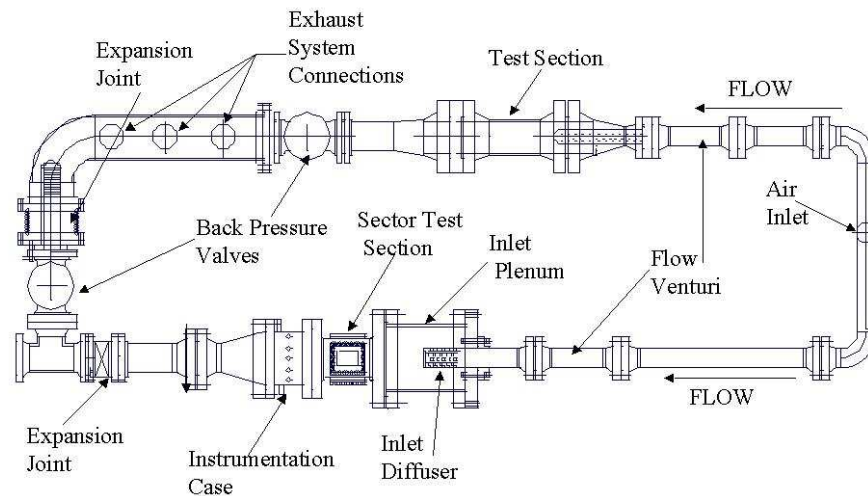 Exhaust
System
Connections
Expansion
Joint
Test Section
FLOW
Air
Inlet
Back Pressure
Valves
Sector Test
Section
Inlet
Plenum
Flow
Venturi
FLOW
Expansion
Joint
Instrumentation
Case
Inlet
Diffuser